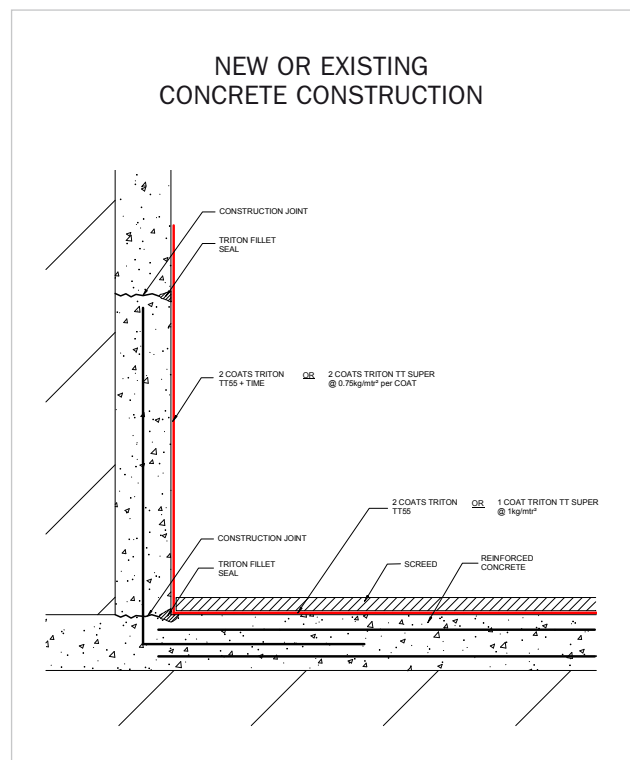 NEW OR EXISTING
CONCRETE CONSTRUCTION
CONSTRUCTION JOINT
TRITON FILLET
SEAL
2 COATS TRITON OR 2 COATS TRITON TT SUPER
TT55 + TIME @ 0.75kg/mtr² per COAT
2 COATS TRITON OR 1 COAT TRITON TT SUPER
TT55 @ 1kg/mtr²
CONSTRUCTION JOINT
TRITON FILLET
SEAL
SCREED
REINFORCED
CONCRETE